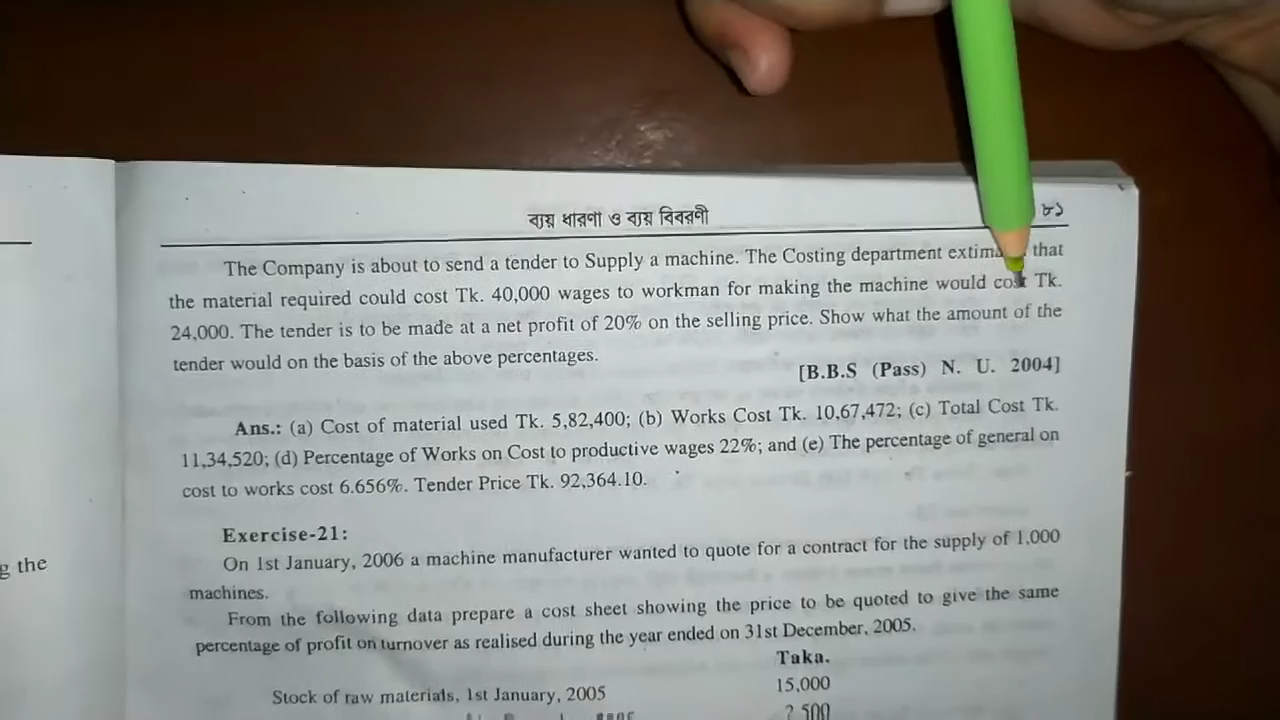 ব্যয় ধারণা ও ব্যয় বিবরণী ৮১
The Company is about to send a tender to Supply a machine. The Costing department that
the material required could cost Tk. 40,000 wages to workman for making the machine would cost Tk.
24,000. The tender is to be made at a net profit of 20% on the selling price. Show what the amount of the
tender would on the basis of the above percentages.
[B.B.S (Pass) N. U. 2004]
Ans.: (a) Cost of material used Tk. 5,82,400; (b) Works Cost Tk. 10,67,472; (c) Total Cost Tk.
11,34,520; (d) Percentage of Works on Cost to productive wages 22%; and (e) The percentage of general on
cost to works cost 6.656%. Tender Price Tk. 92,364.10.
Exercise-21:
On 1st January, 2006 a machine manufacturer wanted to quote for a contract for the supply of 1,000
g the
machines.
From the following data prepare a cost sheet showing the price to be quoted to give the same
percentage of profit on turnover as realised during the year ended on 31st December, 2005.
Taka.
Stock of raw materials, 1st January, 2005 15,000
2,500